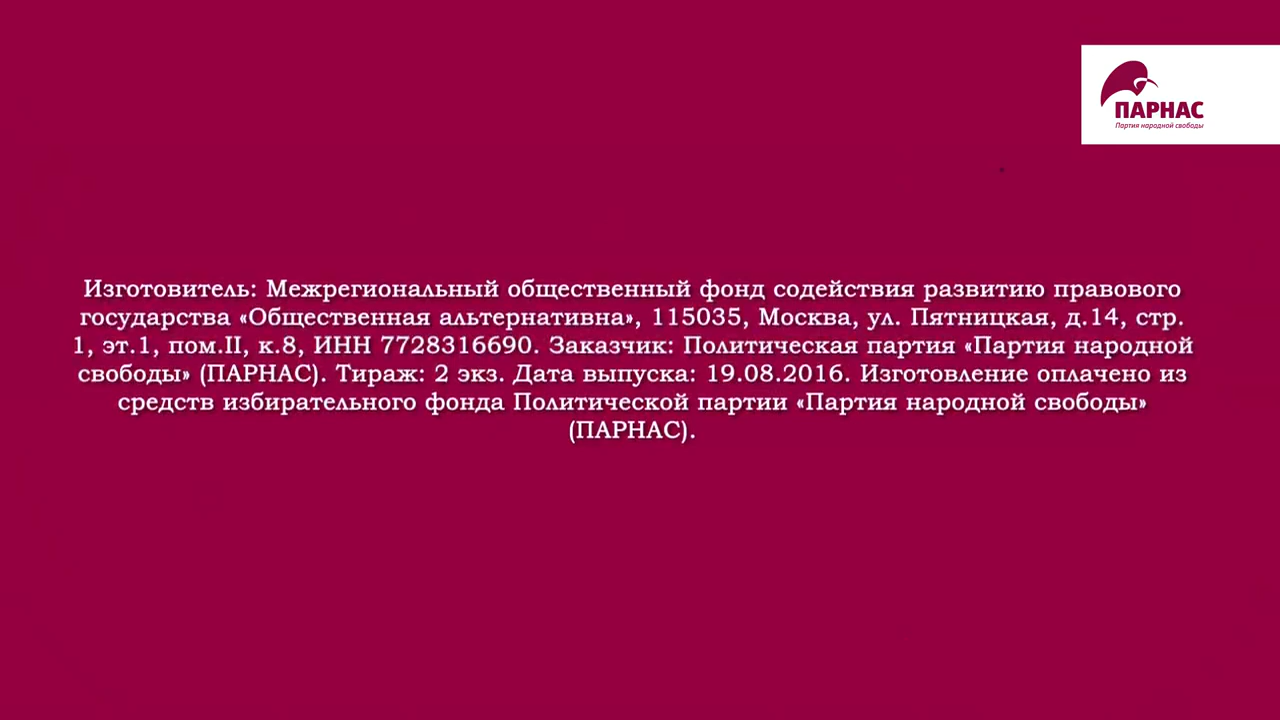 ПАРНАС
Партия народной свободы
Изготовитель: Межрегиональный общественный фонд содействия развитию правового
государства «Общественная альтернативна», 115035, Москва, ул. Пятницкая, д.14, стр.
1, эт.1, пом.II, к.8, ИНН 7728316690. Заказчик: Политическая партия «Партия народной
свободы» (ПАРНАС). Тираж: 2 экз. Дата выпуска: 19.08.2016. Изготовление оплачено из
средств избирательного фонда Политической партии «Партия народной свободы»
(ПАРНАС).